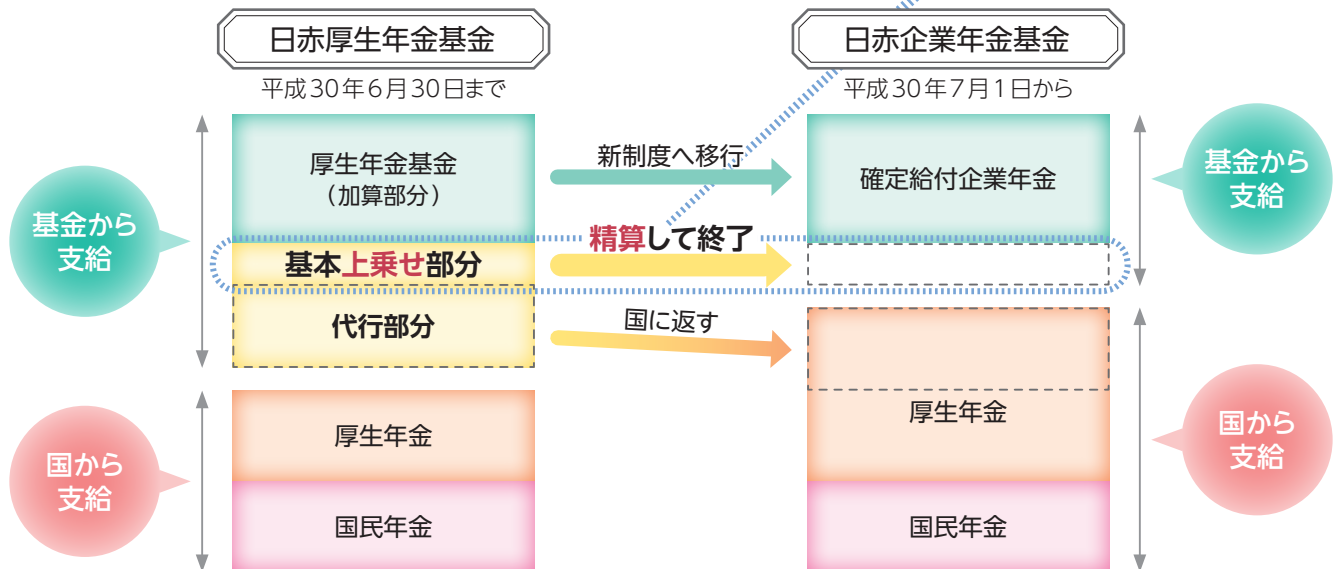 日赤厚生年金基金
平成30年6月30日まで
日赤企業年金基金
平成30年7月1日から
基金から
支給
厚生年金基金
（加算部分）
新制度へ移行
確定給付企業年金
基金から
支給
基本上乗せ部分
精算して終了
代行部分
国に返す
国から
支給
厚生年金
国民年金
厚生年金
国民年金
国から
支給